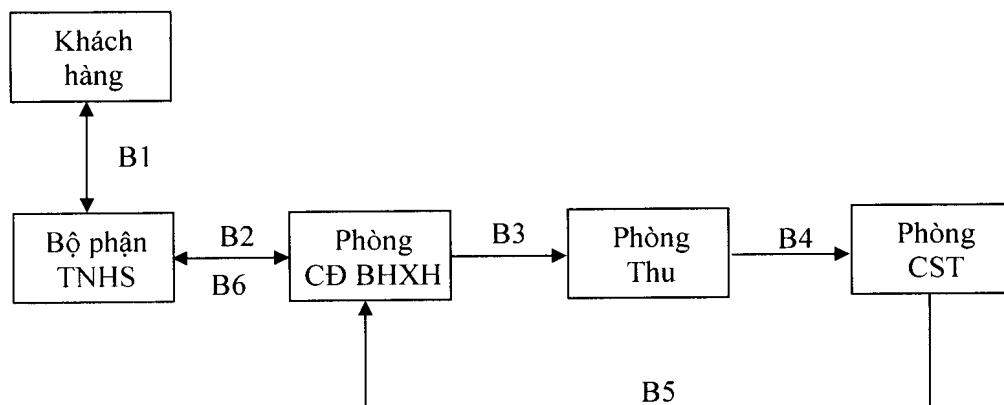 Khách
hàng
B1
Bộ phận
TNHS
B2
B6
Phòng
CĐ BHXH
B3
Phòng
Thu
B4
Phòng
CST
B5